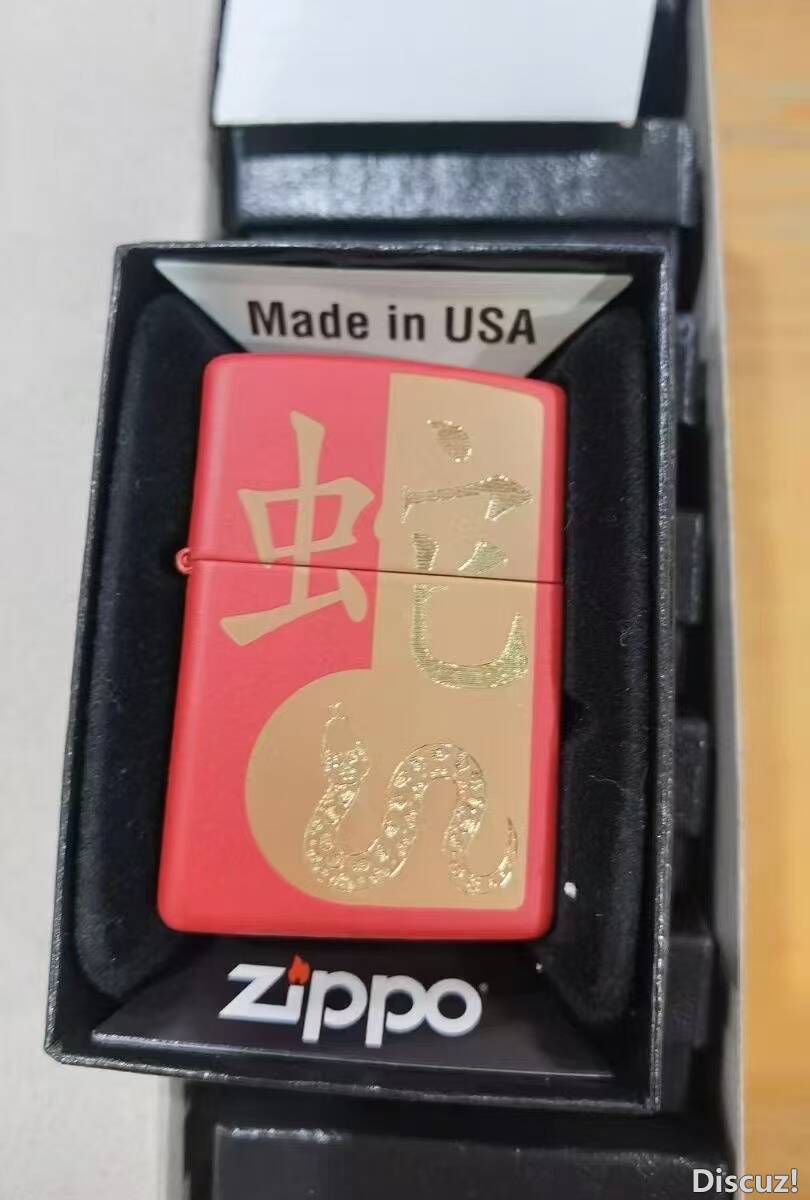 Made in USA
蛇
zippo
Discuz!